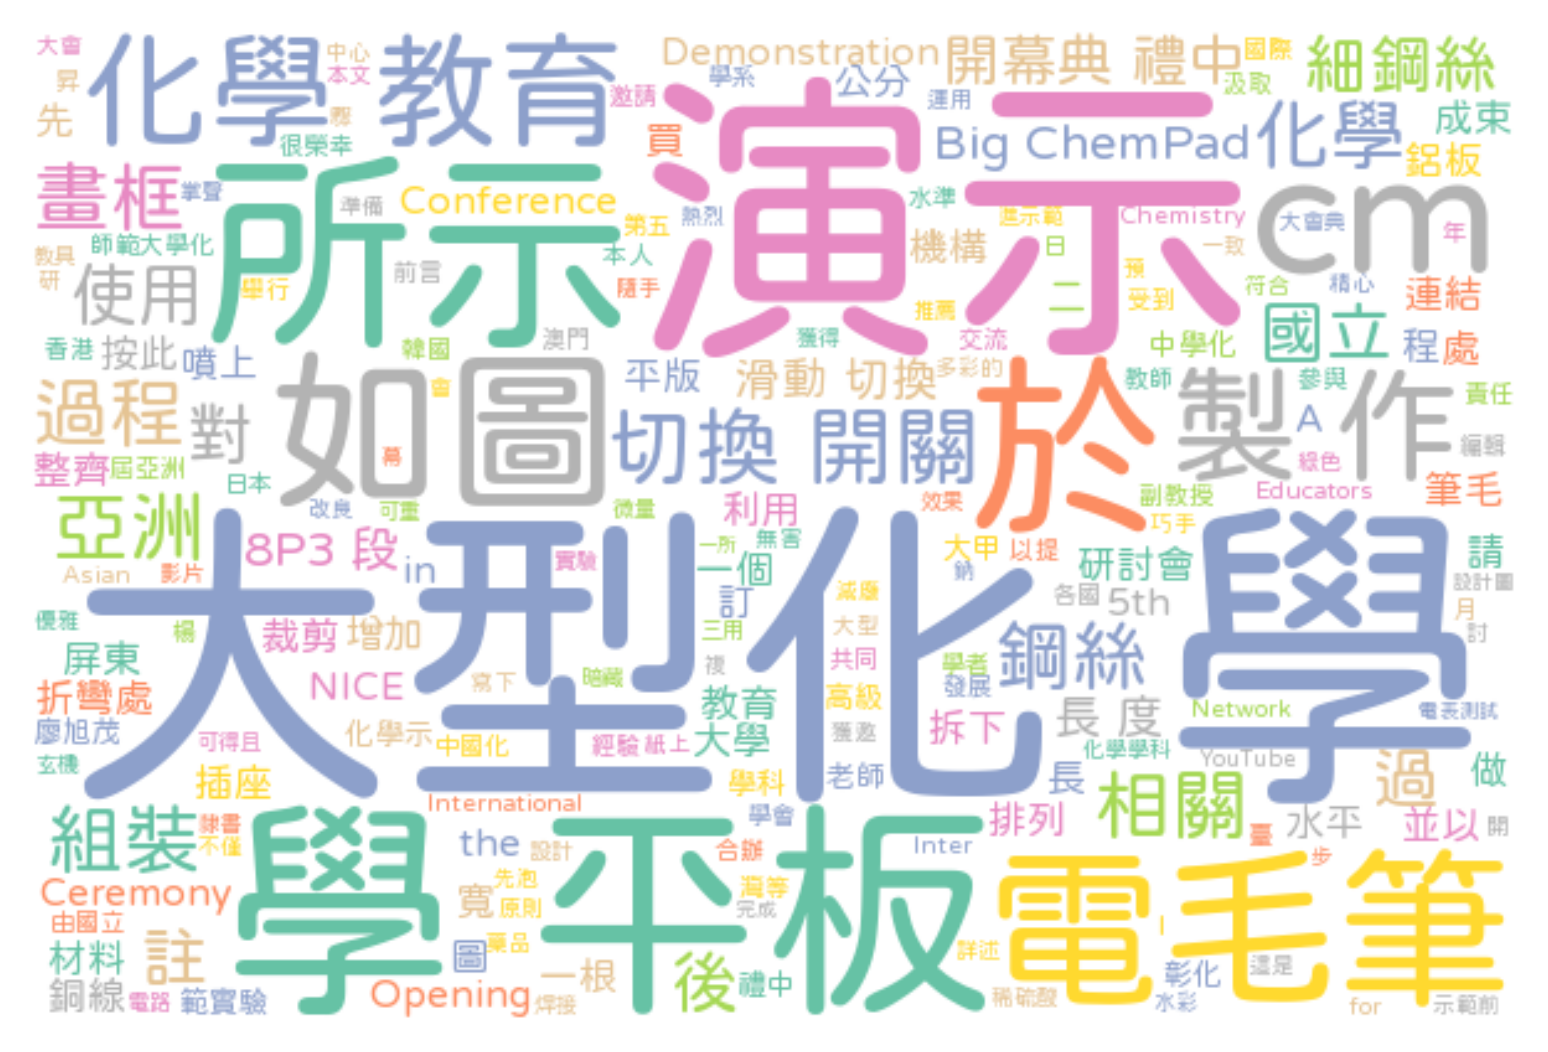 大會
化學 教育
中心
本文
Demonstration
開幕典 禮中
國際
細鋼絲
昇
先
很榮幸
邀請
學系
公分
汲取
運用
買
演示
Big ChemPad
化學
成束
鋁板
畫框
掌聲
所示
準備
Conference
第五
熱烈
水準
進示範
Chemistry
cm
大會典
年
師範大學化
教具
研
使用
舉行
前言
本人
隨手
機構
日
一致
預
二
受到
符合
精心
連結
推薦
香港
按此
噴上
韓國
澳門
獲得
交流
中學化
國立
程處
過程
對
如圖
會
幕
平版
滑動 切換
多彩的
切換 開關
於
教師
製作
參與
A
責任
編輯
綠色
整齊
屆亞洲
日本
改良
可重
微量
利用
效果
副教授
Educators
筆毛
巧手
亞洲
8P3 段
in
大型化學
實驗
一所
無害
一個
大甲
以提
研討會
請
設計圖
Asian
影片
訂
減廢
鈉
各國
5th
月
討
優雅
楊
裁剪
增加
三用
大型
鋼絲
屏東
NICE
寫下
暗藏
複
共同
學者
發展
折彎處
教育
高級
拆下
長 度
Network
電表測試
廖旭茂
可得且
化學示
中國化
經驗
紙上
大學
獲邀
化學學科
YouTube
玄機
插座
學科
老師
長
相關
過
做
International
組裝
隸書
不僅
學平板
the
設計
學會
合辦
Inter
排列
臺
水平
並以
開
步
Ceremony
先泡
寬
原則
灣等
完成
電毛筆
由國立
材料
註
圖
藥品
一根
後
禮中
詳述
彰化
這是
銅線
電路
範實驗
Opening
焊接
稀硫酸
水彩
for
示範前